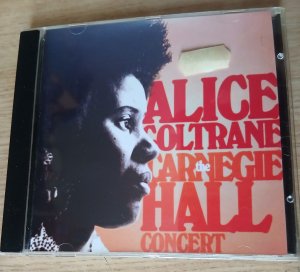 ALICE
COLTRANE
the
CARNEGIE
HALL
CONCERT